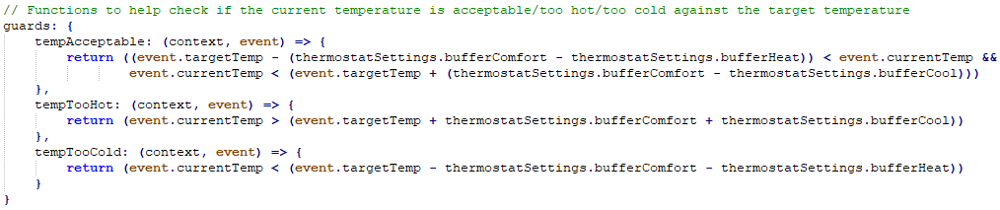 // Functions to help check if the current temperature is acceptable/too hot/too cold against the target temperature
guards: {
    tempAcceptable: (context, event) => {
        return ((event.targetTemp - (thermostatSettings.bufferComfort - thermostatSettings.bufferHeat)) < event.currentTemp &&
                event.currentTemp < (event.targetTemp + (thermostatSettings.bufferComfort - thermostatSettings.bufferCool)))
    },
    tempTooHot: (context, event) => {
        return (event.currentTemp > (event.targetTemp + thermostatSettings.bufferComfort + thermostatSettings.bufferCool))
    },
    tempTooCold: (context, event) => {
        return (event.currentTemp < (event.targetTemp - thermostatSettings.bufferComfort - thermostatSettings.bufferHeat))
    }
}